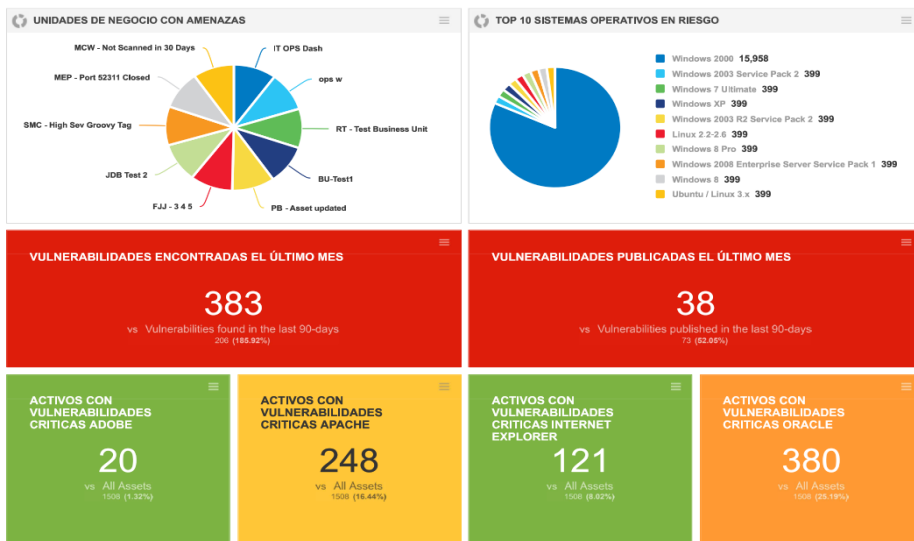 UNIDADES DE NEGOCIO CON AMENAZAS
MCW - Not Scanned in 30 Days
IT OPS Dash
MEP - Port 52311 Closed
ops w
SMC - High Sev Groovy Tag
RT - Test Business Unit
JDB Test 2
BU-Test1
FJJ - 3 4 5
PB - Asset updated
TOP 10 SISTEMAS OPERATIVOS EN RIESGO
Windows 2000 15,958
Windows 2003 Service Pack 2 399
Windows 7 Ultimate 399
Windows XP 399
Windows 2003 R2 Service Pack 2 399
Linux 2.2-2.6 399
Windows 8 Pro 399
Windows 2008 Enterprise Server Service Pack 1 399
Windows 8 399
Ubuntu / Linux 3.x 399
VULNERABILIDADES ENCONTRADAS EL ÚLTIMO MES
383
vs Vulnerabilities found in the last 90-days
206 (185.92%)
VULNERABILIDADES PUBLICADAS EL ÚLTIMO MES
38
vs Vulnerabilities published in the last 90-days
73 (52.05%)
ACTIVOS CON
VULNERABILIDADES
CRITICAS ADOBE
20
vs All Assets
1508 (1.32%)
ACTIVOS CON
VULNERABILIDADES
CRITICAS APACHE
248
vs All Assets
1508 (16.44%)
ACTIVOS CON
VULNERABILIDADES
CRITICAS INTERNET
EXPLORER
121
vs All Assets
1508 (8.02%)
ACTIVOS CON
VULNERABILIDADES
CRITICAS ORACLE
380
vs All Assets
1508 (25.19%)